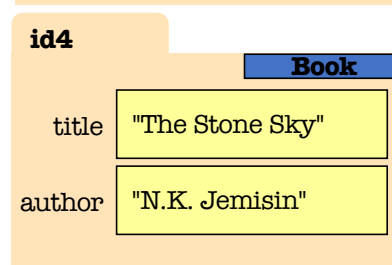 id4
Book
title "The Stone Sky"
author "N.K. Jemisin"